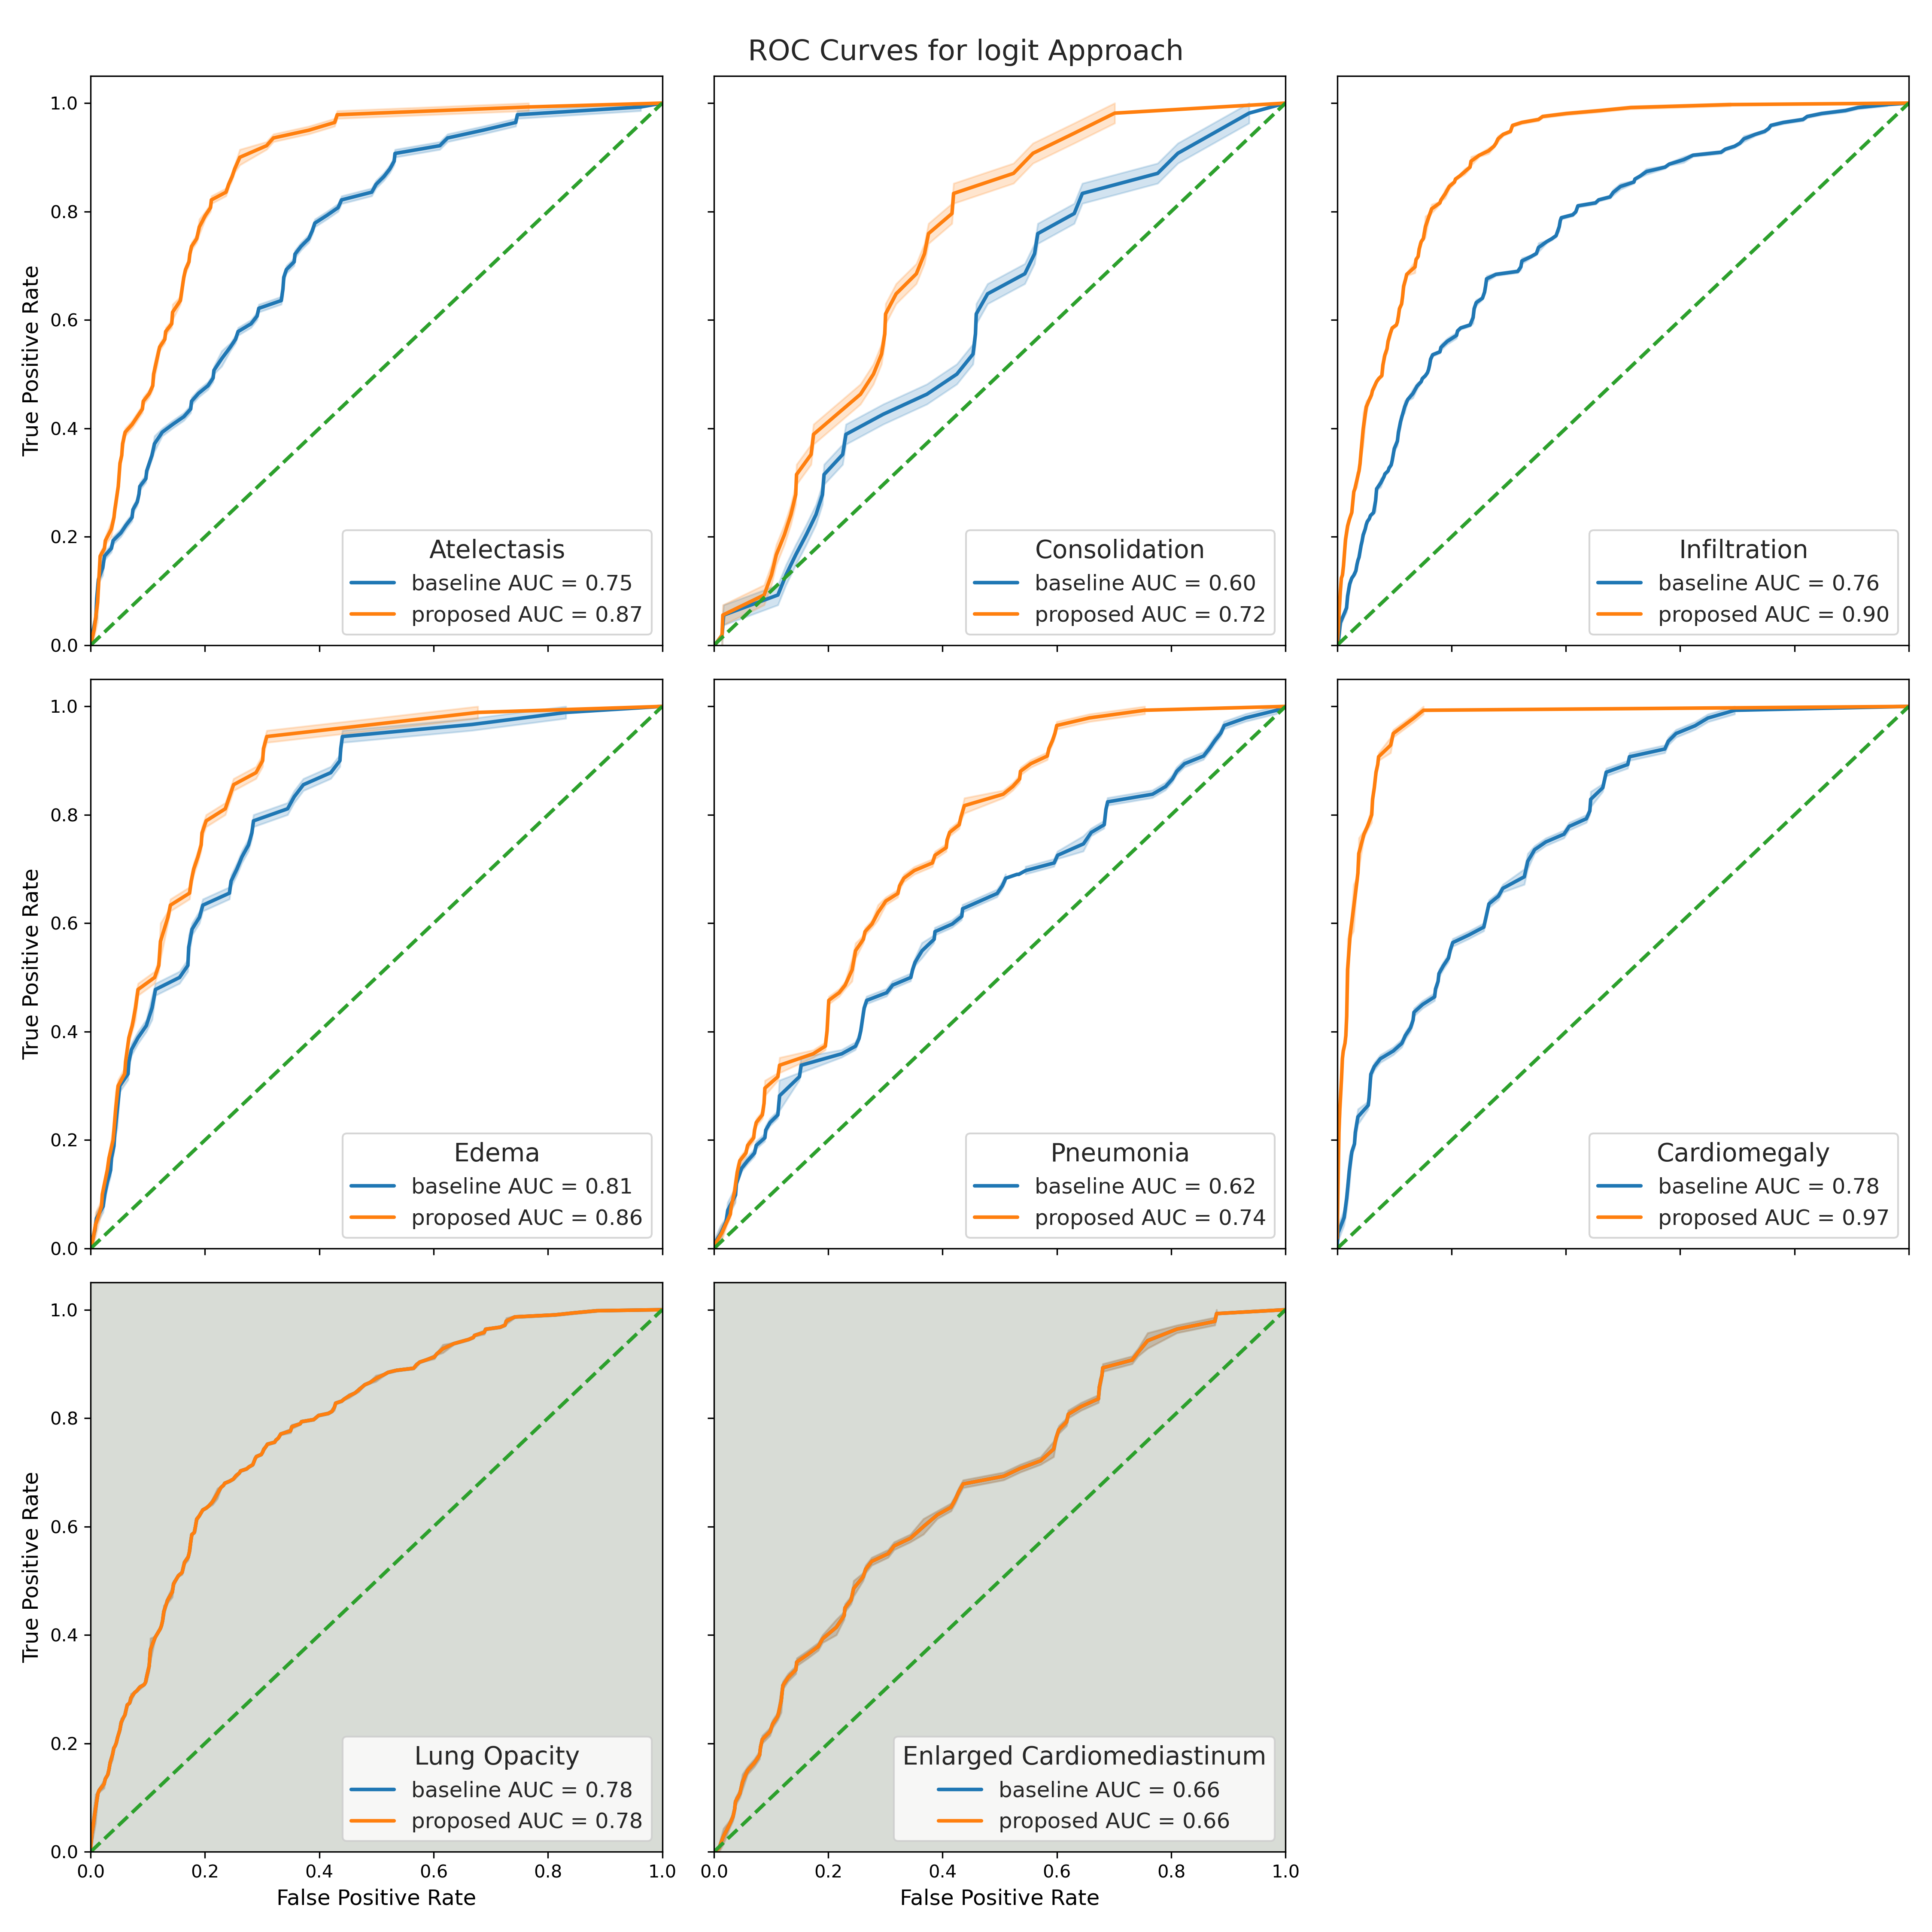 ROC Curves for logit Approach
True Positive Rate
1.0
0.8
0.6
0.4
0.2
0.0
Atelectasis
baseline AUC = 0.75
proposed AUC = 0.87
Consolidation
baseline AUC = 0.60
proposed AUC = 0.72
Infiltration
baseline AUC = 0.76
proposed AUC = 0.90
True Positive Rate
1.0
0.8
0.6
0.4
0.2
0.0
Edema
baseline AUC = 0.81
proposed AUC = 0.86
Pneumonia
baseline AUC = 0.62
proposed AUC = 0.74
Cardiomegaly
baseline AUC = 0.78
proposed AUC = 0.97
True Positive Rate
1.0
0.8
0.6
0.4
0.2
0.0
Lung Opacity
baseline AUC = 0.78
proposed AUC = 0.78
0.0 0.2 0.4 0.6 0.8 1.0
False Positive Rate
Enlarged Cardiomediastinum
baseline AUC = 0.66
proposed AUC = 0.66
0.0 0.2 0.4 0.6 0.8 1.0
False Positive Rate